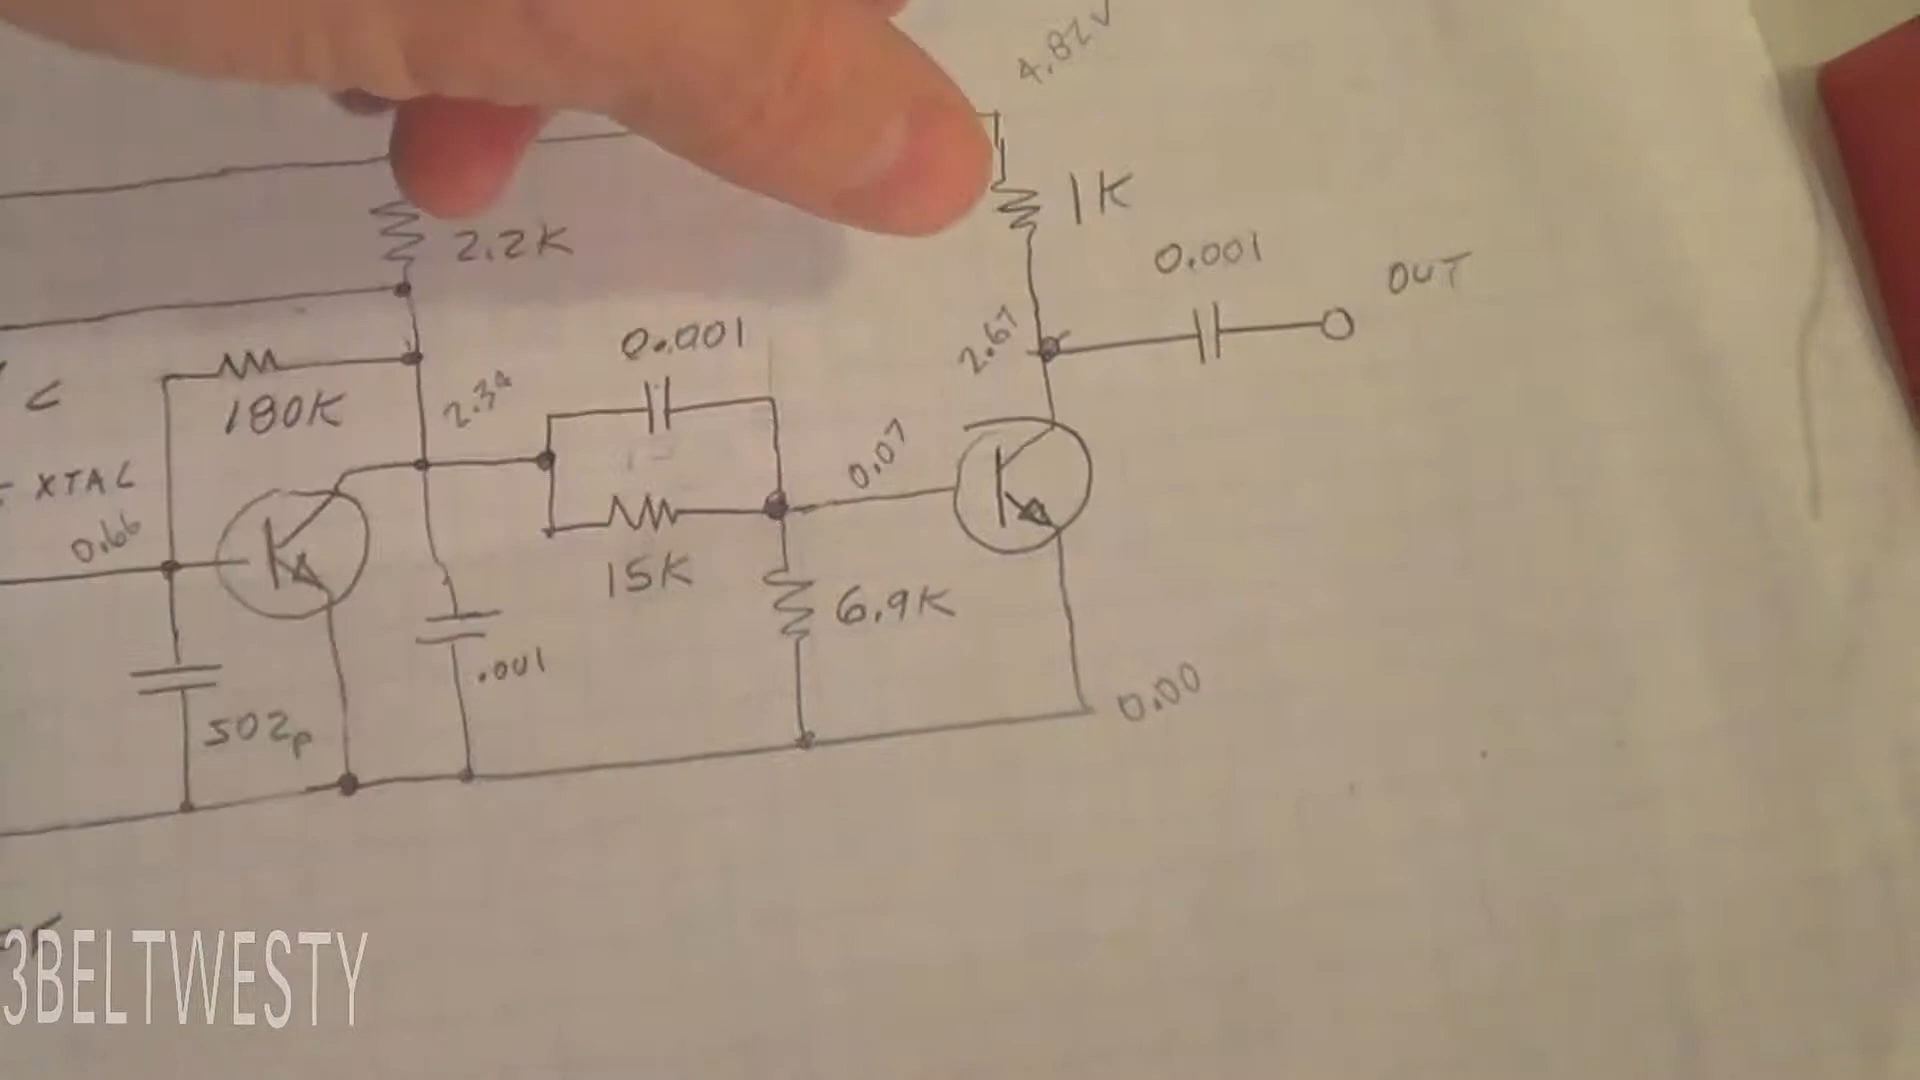 4.82V
1K
2.2K
0.001
OUT
0.001
2.67
180K
2.39
C
XTAL
0.07
0.66
15K
6.9K
.001
502p
0.00
3BELTWESTY